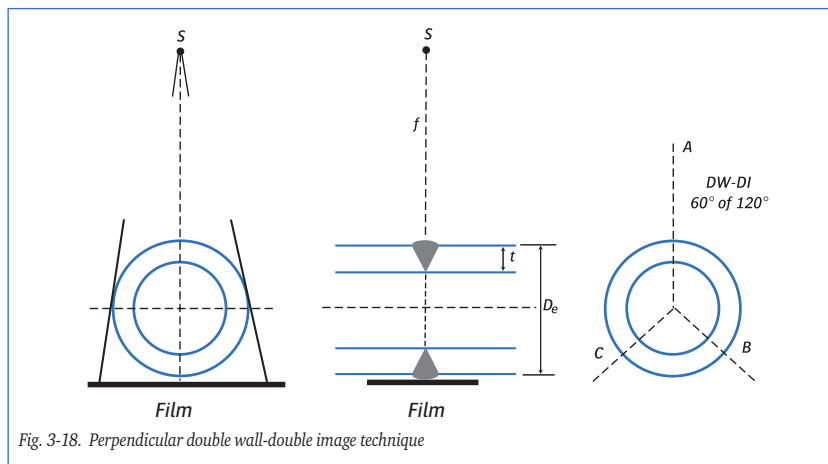 S
S
f
A
DW-DI
60° of 120°
t
De
C
B
Film
Film
Fig. 3-18. Perpendicular double wall-double image technique